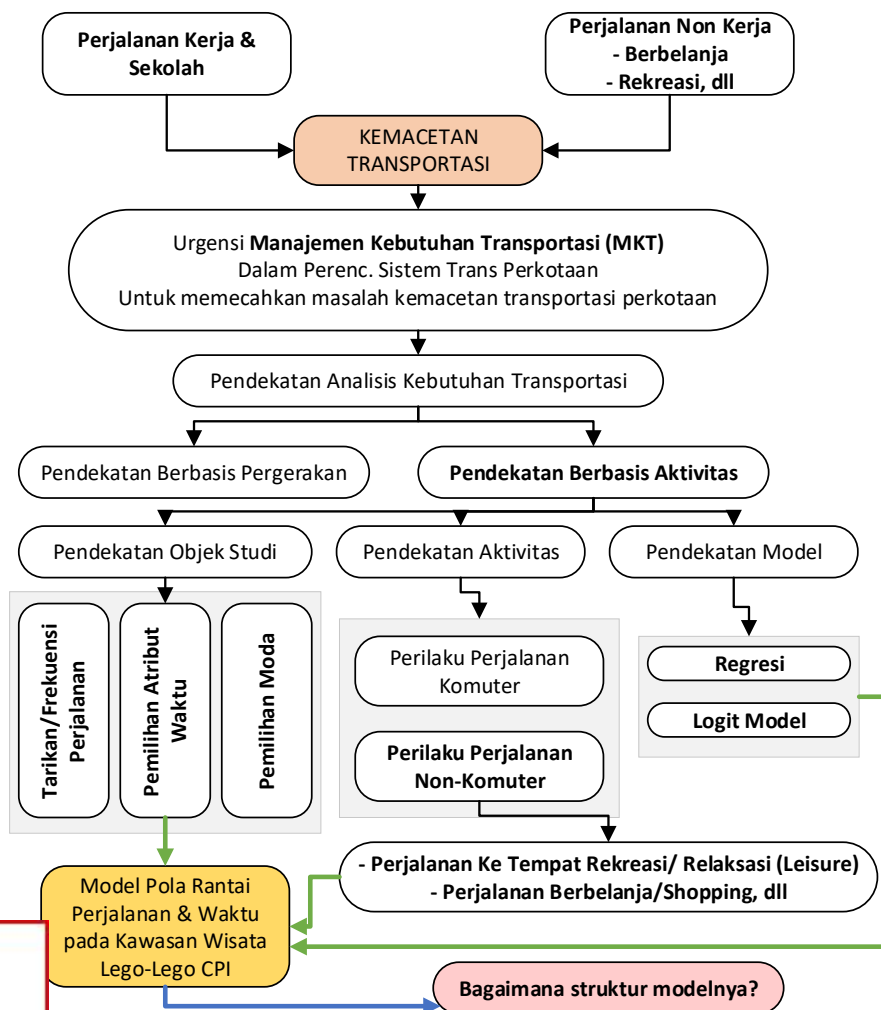 Perjalanan Kerja &
Sekolah
Perjalanan Non Kerja
- Berbelanja
- Rekreasi, dll
KEMACETAN
TRANSPORTASI
Urgensi Manajemen Kebutuhan Transportasi (MKT)
Dalam Perenc. Sistem Trans Perkotaan
Untuk memecahkan masalah kemacetan transportasi perkotaan
Pendekatan Analisis Kebutuhan Transportasi
Pendekatan Berbasis Pergerakan
Pendekatan Berbasis Aktivitas
Pendekatan Objek Studi
Pendekatan Aktivitas
Pendekatan Model
Tarikan/Frekuensi
Perjalanan
Pemilihan Atribut
Waktu
Pemilihan Moda
Perilaku Perjalanan
Komuter
Perilaku Perjalanan
Non-Komuter
Regresi
Logit Model
- Perjalanan Ke Tempat Rekreasi/ Relaksasi (Leisure)
- Perjalanan Berbelanja/Shopping, dll
Model Pola Rantai
Perjalanan & Waktu
pada Kawasan Wisata
Lego-Lego CPI
Bagaimana struktur modelnya?